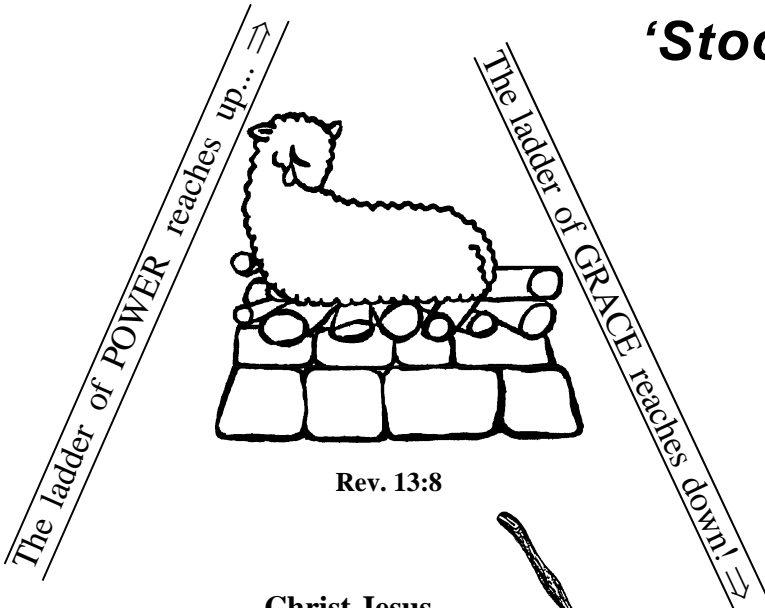 ‘Stoo
The ladder of POWER reaches up... ⇑
The ladder of GRACE reaches down! ⇓
Rev. 13:8
Christ Jesus